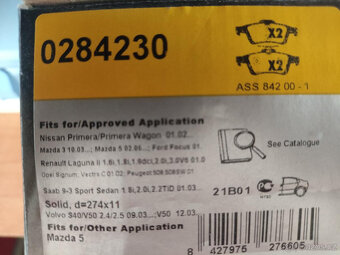 0284230
X2
X2
ASS 842 00 - 1
Fits for/Approved Application
Nissan Primera/Primera Wagon 01.02...
Mazda 3 10.03...; Mazda 5 02.05...; Ford Focus 01.
Renault Laguna II 1.6i,1.8i,1.9dci,2.0i,3.0V6 01.0
Opel Signum, Vectra C 01.02; Peugeot 508,508SW 01.
Saab 9-3 Sport Sedan 1.8i,2.0i,2.2TiD 01.03...
Solid, d=274x11
Volvo S40/V50 2.4/2.5 09.03...;V50 12.03
Fits for/Other Application
Mazda 5
See Catalogue
21B01
8 427975 276605